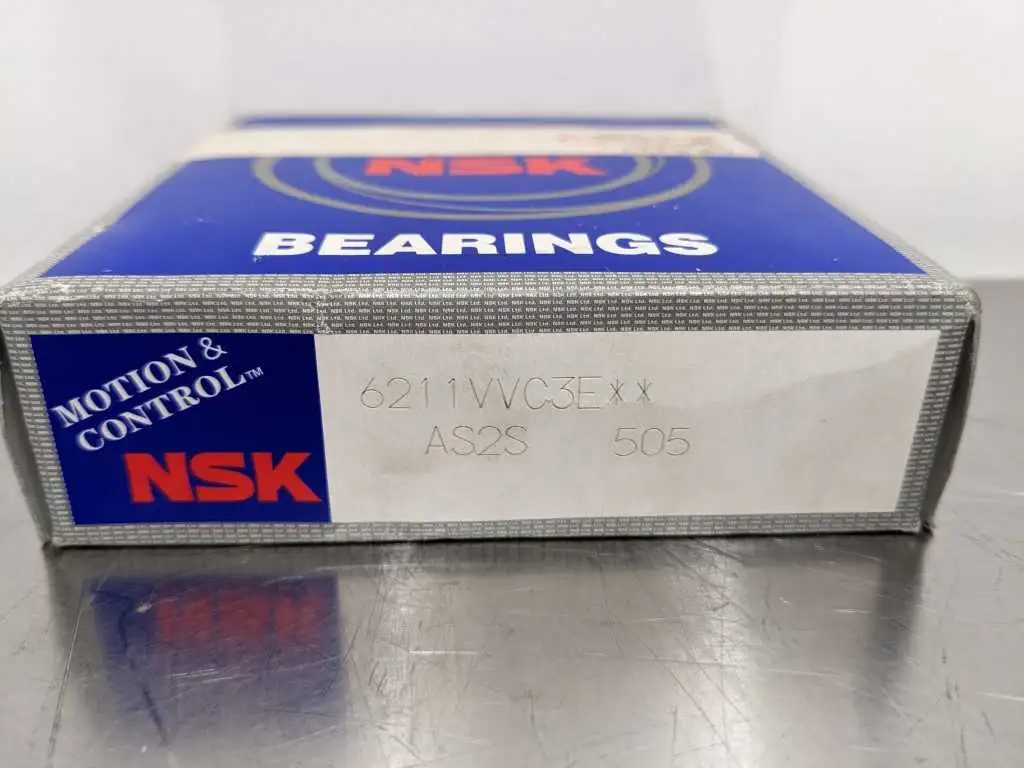 NSK
BEARINGS
MOTION &
CONTROL™
NSK
6211VVC3E**
AS2S 505